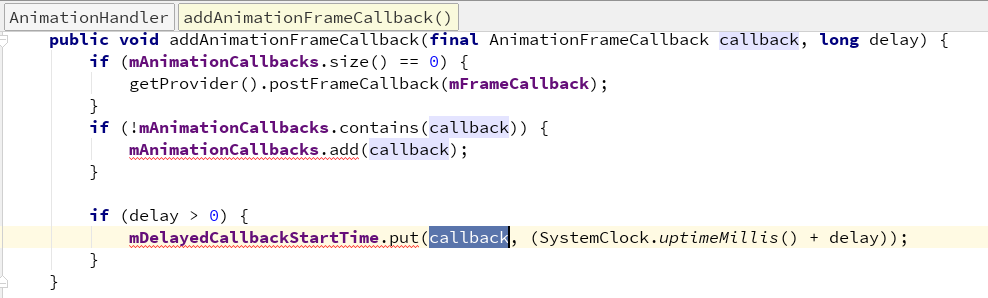 AnimationHandler addAnimationFrameCallback()
public void addAnimationFrameCallback(final AnimationFrameCallback callback, long delay) {
if (mAnimationCallbacks.size() == 0) {
getProvider().postFrameCallback(mFrameCallback);
}
if (!mAnimationCallbacks.contains(callback)) {
mAnimationCallbacks.add(callback);
}
if (delay > 0) {
mDelayedCallbackStartTime.put(callback, (SystemClock.uptimeMillis() + delay));
}
}